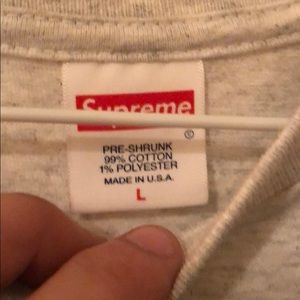 Supreme
©
PRE-SHRUNK
99% COTTON
1% POLYESTER
MADE IN U.S.A.
L